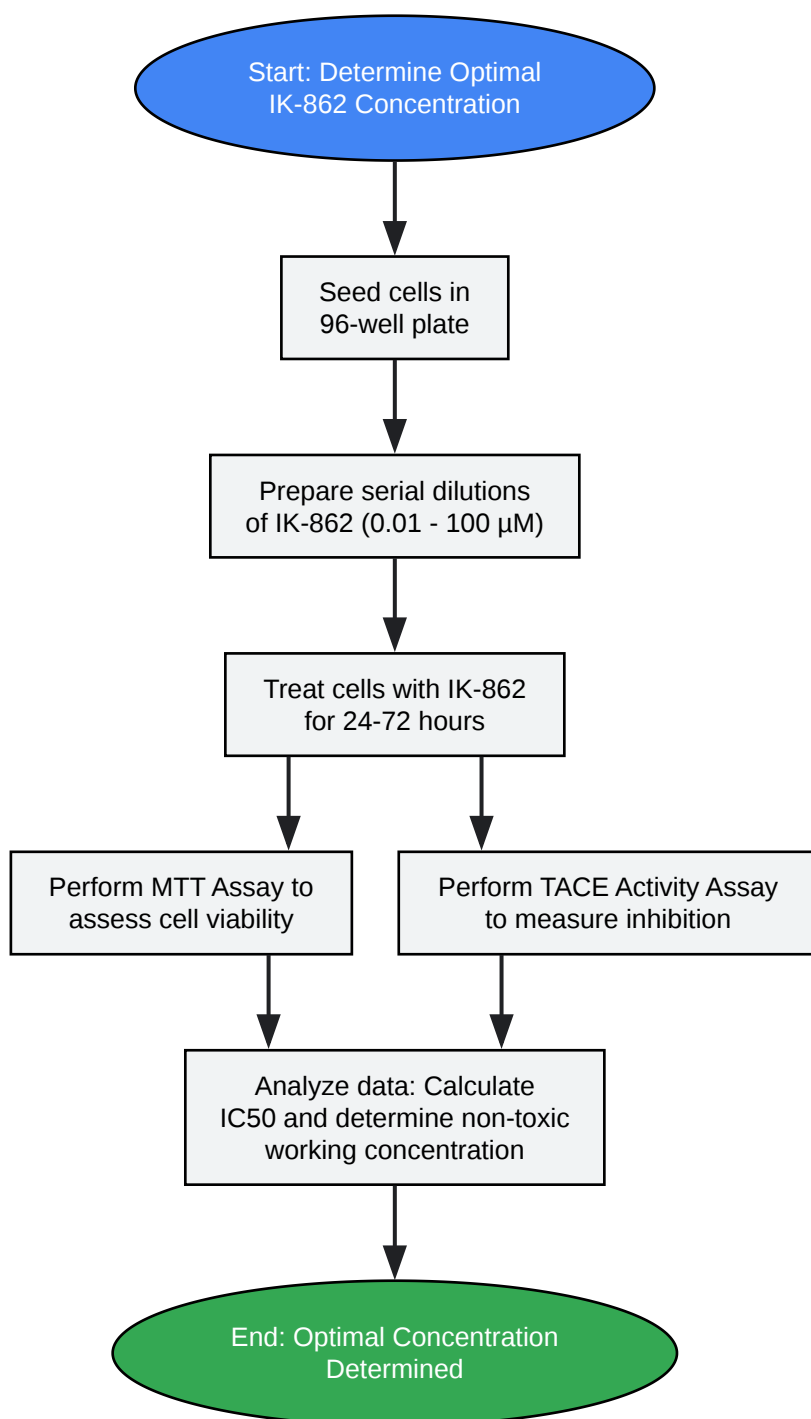 Start: Determine Optimal
IK-862 Concentration
Seed cells in
96-well plate
Prepare serial dilutions
of IK-862 (0.01 - 100 µM)
Treat cells with IK-862
for 24-72 hours
Perform MTT Assay to
assess cell viability
Perform TACE Activity Assay
to measure inhibition
Analyze data: Calculate
IC50 and determine non-toxic
working concentration
End: Optimal Concentration
Determined